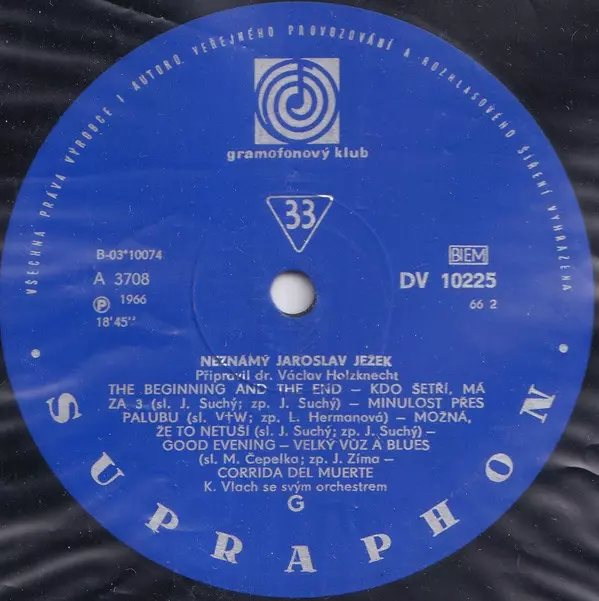 VŠECHNA PRÁVA VÝROBCE I AUTORŮ VEŘEJNÉHO PROVOZOVÁNÍ A ROZHLASOVÉHO ŠÍŘENÍ VYHRAZENA
gramofonový klub
33
B-03*10074
A 3708
Ⓟ 1966
18'45"
BIEM
DV 10225
66 2
NEZNÁMÝ JAROSLAV JEŽEK
Připravil dr. Václav Holzknecht
THE BEGINNING AND THE END – KDO ŠETŘÍ, MÁ
ZA 3 (sl. J. Suchý; zp. J. Suchý) – MINULOST PŘES
PALUBU (sl. V+W; zp. L. Hermanová) – MOŽNÁ,
ŽE TO NETUŠÍ (sl. J. Suchý; zp. J. Suchý) –
GOOD EVENING – VELKÝ VŮZ A BLUES
(sl. M. Čepelka; zp. J. Zíma) –
CORRIDA DEL MUERTE
K. Vlach se svým orchestrem
G
• SUPRAPHON •